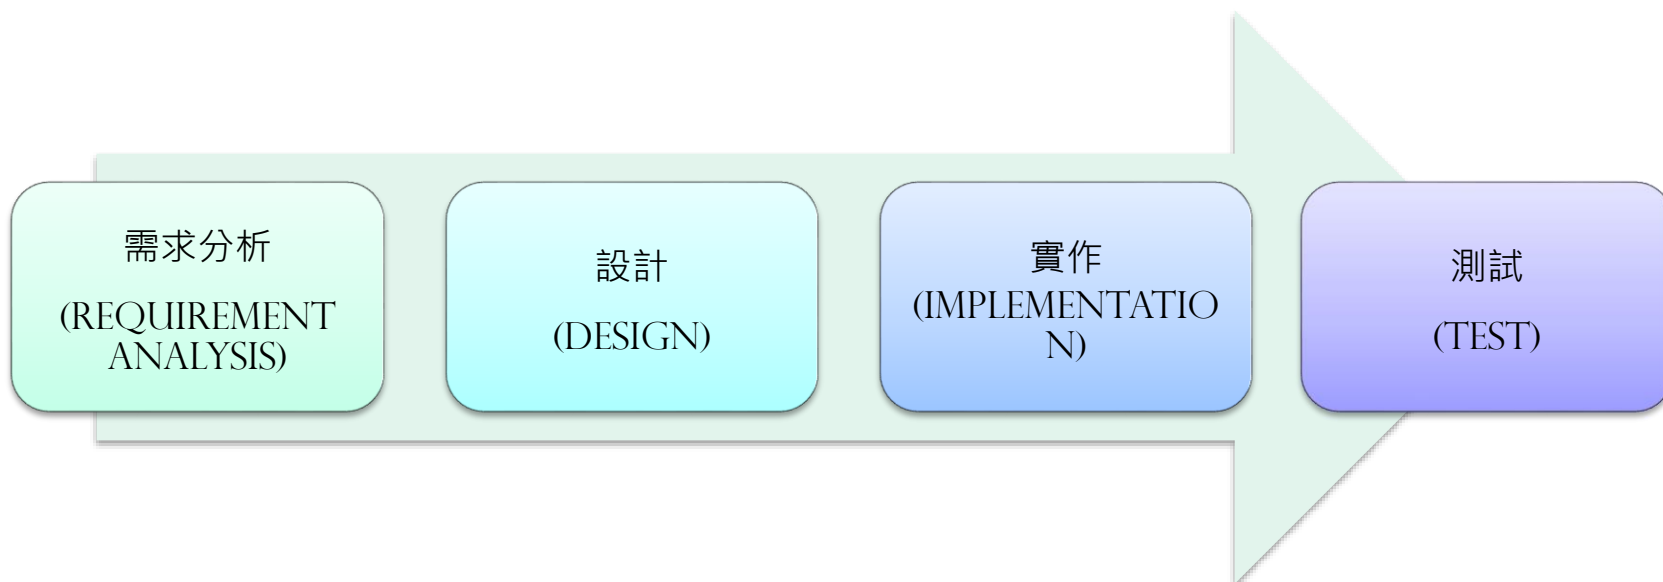 需求分析
(REQUIREMENT
ANALYSIS)
設計
(DESIGN)
實作
(IMPLEMENTATIO
N)
測試
(TEST)